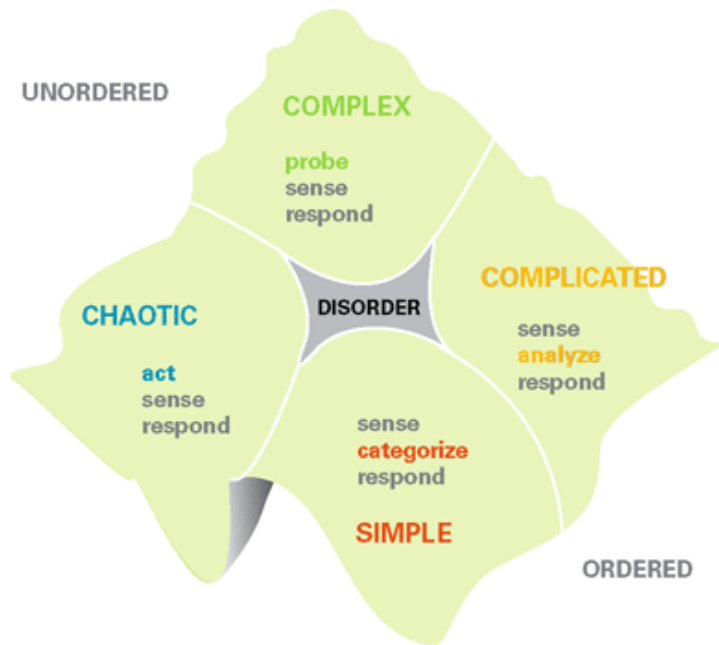 UNORDERED
COMPLEX
probe
sense
respond
COMPLICATED
sense
analyze
respond
DISORDER
CHAOTIC
act
sense
respond
sense
categorize
respond
SIMPLE
ORDERED